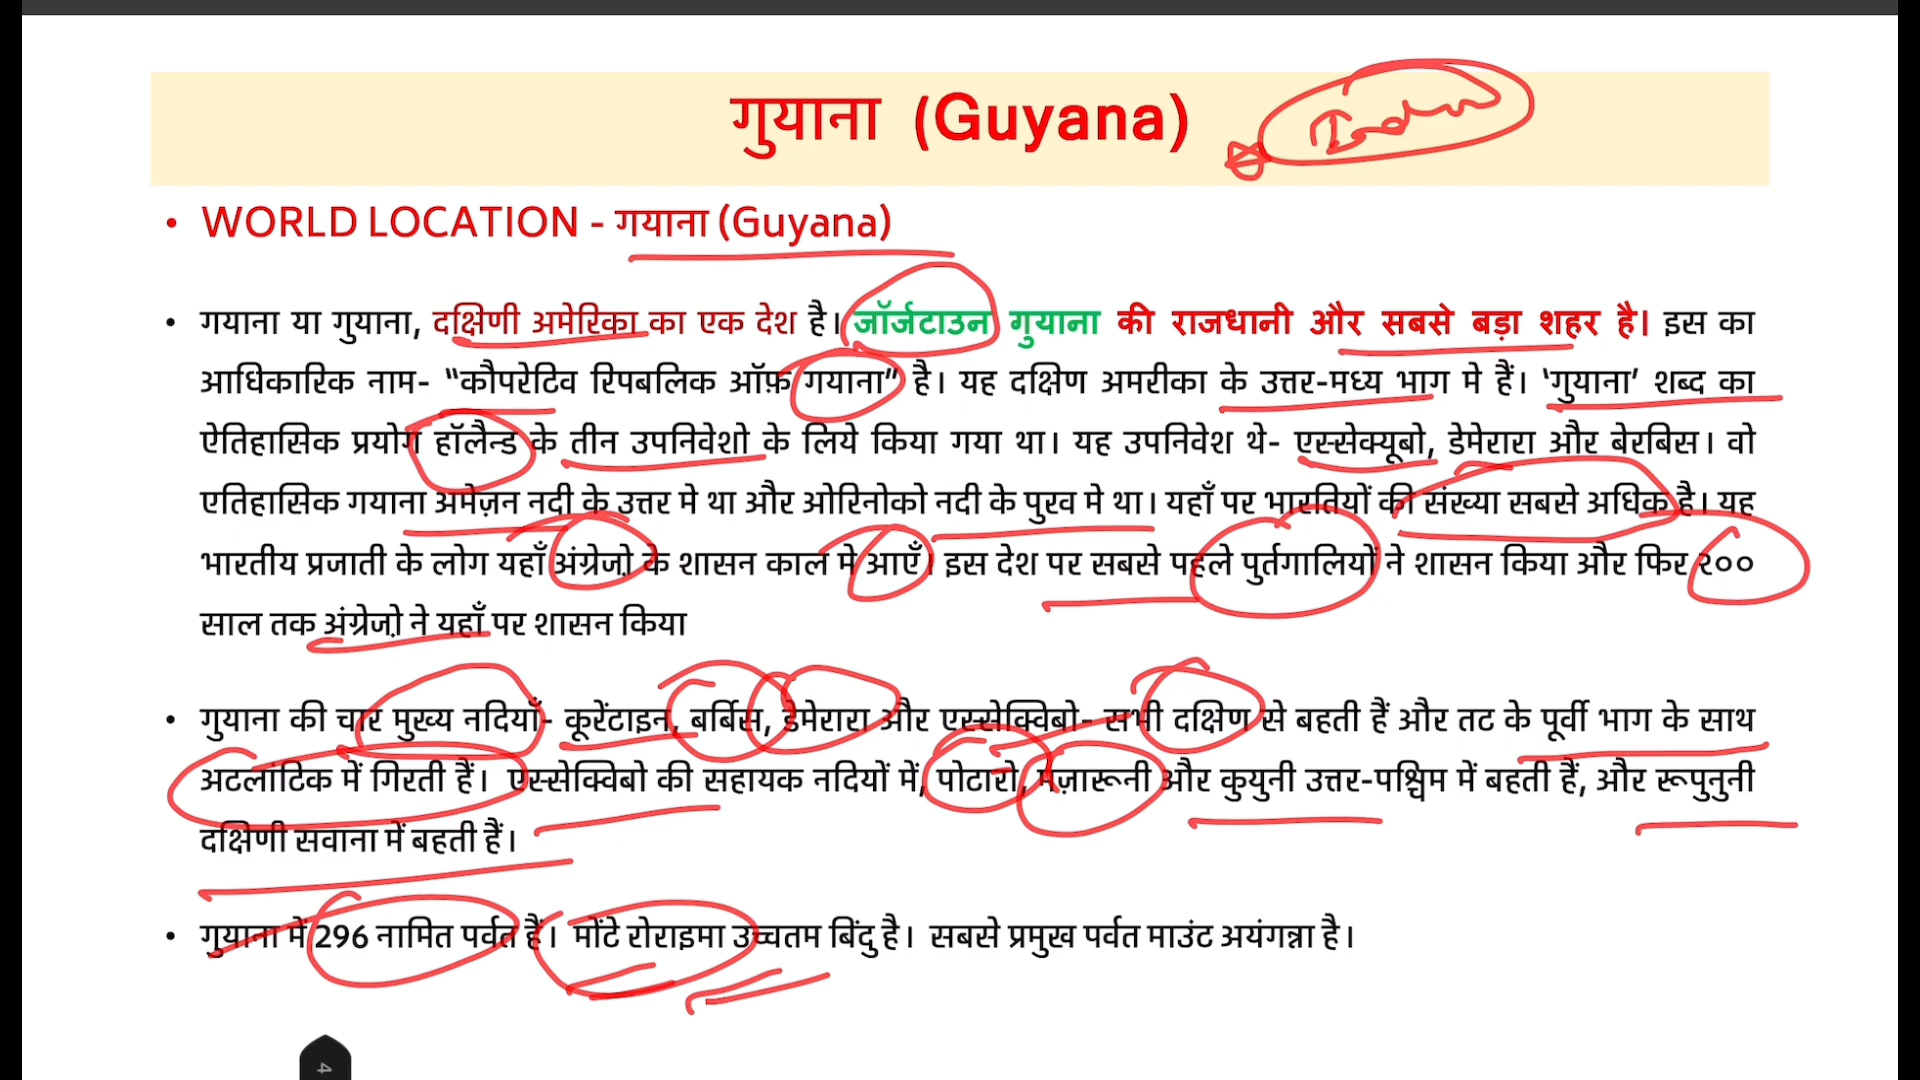 गुयाना (Guyana) Indian
• WORLD LOCATION - गयाना (Guyana)
• गयाना या गुयाना, दक्षिणी अमेरिका का एक देश है। जॉर्जटाउन गुयाना की राजधानी और सबसे बड़ा शहर है। इस का
आधिकारिक नाम- “कौपरेटिव रिपबलिक ऑफ़ गयाना” है। यह दक्षिण अमरीका के उत्तर-मध्य भाग मे हैं। ‘गुयाना’ शब्द का
ऐतिहासिक प्रयोग हॉलैन्ड के तीन उपनिवेशो के लिये किया गया था। यह उपनिवेश थे- एस्सेक्यूबो, डेमेरारा और बेरबिस। वो
एतिहासिक गयाना अमेज़न नदी के उत्तर मे था और ओरिनोको नदी के पुरव मे था। यहाँ पर भारतियों की संख्या सबसे अधिक है। यह
भारतीय प्रजाती के लोग यहाँ अंग्रेजो़ के शासन काल मे आएँ। इस देश पर सबसे पहले पुर्तगालियों ने शासन किया और फिर २००
साल तक अंग्रेजो़ ने यहाँ पर शासन किया
• गुयाना की चार मुख्य नदियाँ- कूरेंटाइन, बर्बिस, डेमेरारा और एस्सेक्विबो- सभी दक्षिण से बहती हैं और तट के पूर्वी भाग के साथ
अटलांटिक में गिरती हैं। एस्सेक्विबो की सहायक नदियों में, पोटारो, मज़ारूनी और कुयुनी उत्तर-पश्चिम में बहती हैं, और रूपुनुनी
दक्षिणी सवाना में बहती हैं।
• गुयाना में 296 नामित पर्वत हैं। मोंटे रोराइमा उच्चतम बिंदु है। सबसे प्रमुख पर्वत माउंट अयंगन्ना है।
4